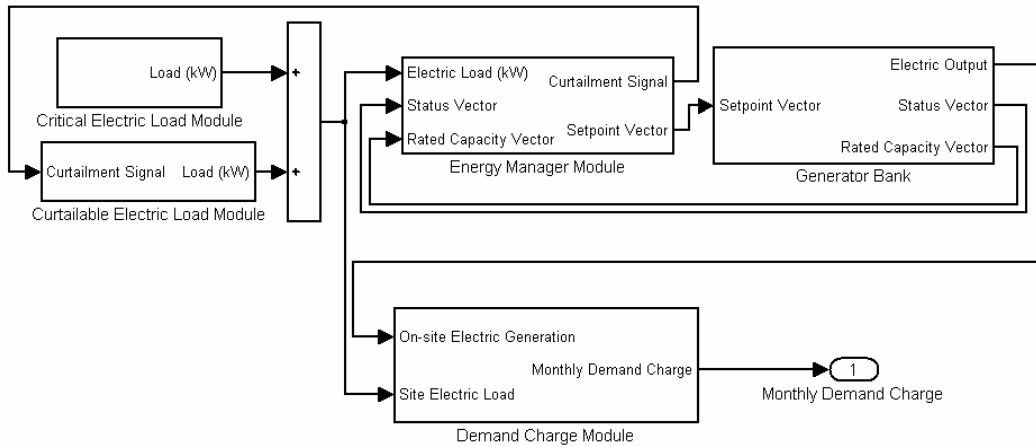 Load (kW)
+
Critical Electric Load Module
Curtailment Signal
Load (kW)
+
Curtailable Electric Load Module
Electric Load (kW)
Curtailment Signal
Status Vector
Setpoint Vector
Rated Capacity Vector
Energy Manager Module
Electric Output
Setpoint Vector
Status Vector
Rated Capacity Vector
Generator Bank
On-site Electric Generation
Monthly Demand Charge
Site Electric Load
Demand Charge Module
1
Monthly Demand Charge